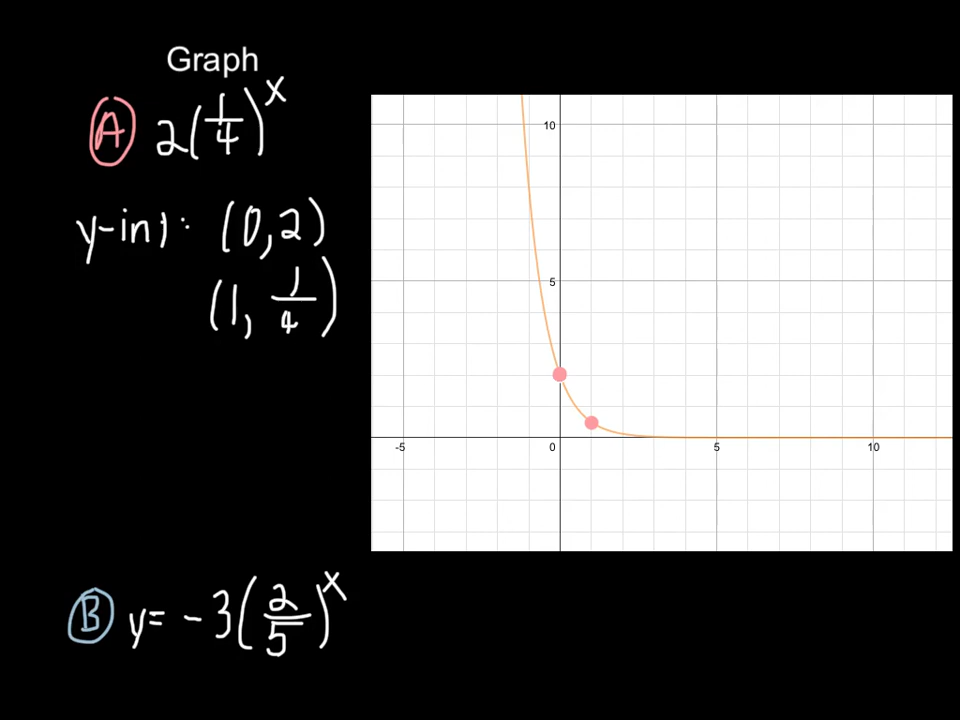 Graph
A 2(1/4)^x
y-int: (0,2)
(1, 1/4)
10
5
-5 0 5 10
B y= -3(2/5)^x